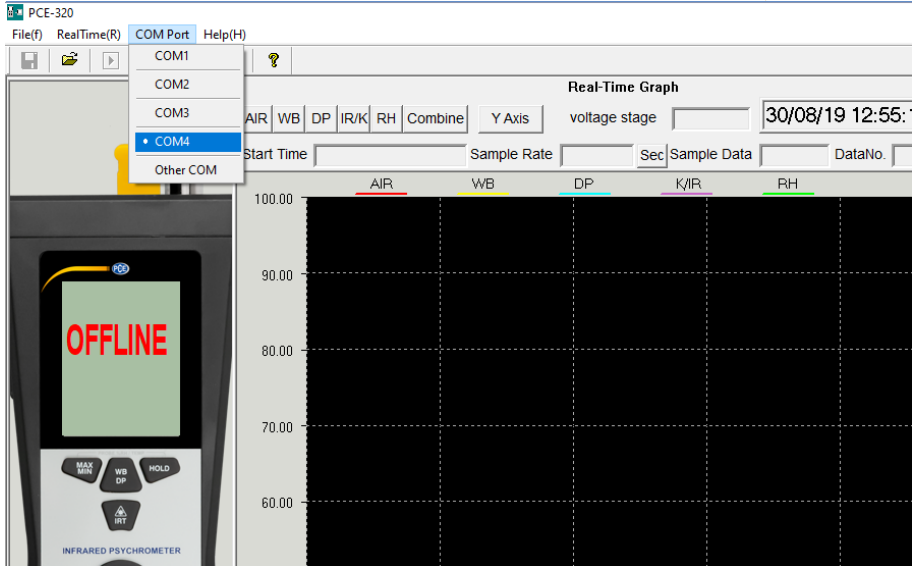 PCE-320
File(f) RealTime(R) COM Port Help(H)
COM1
COM2
COM3
COM4
Other COM
Real-Time Graph
AIR WB DP IR/K RH Combine Y Axis voltage stage 30/08/19 12:55:
Start Time Sample Rate Sec Sample Data DataNo.
AIR WB DP K/IR RH
100.00
90.00
80.00
70.00
60.00
PCE
OFFLINE
MAX MIN
WB DP
HOLD
IRT
INFRARED PSYCHROMETER